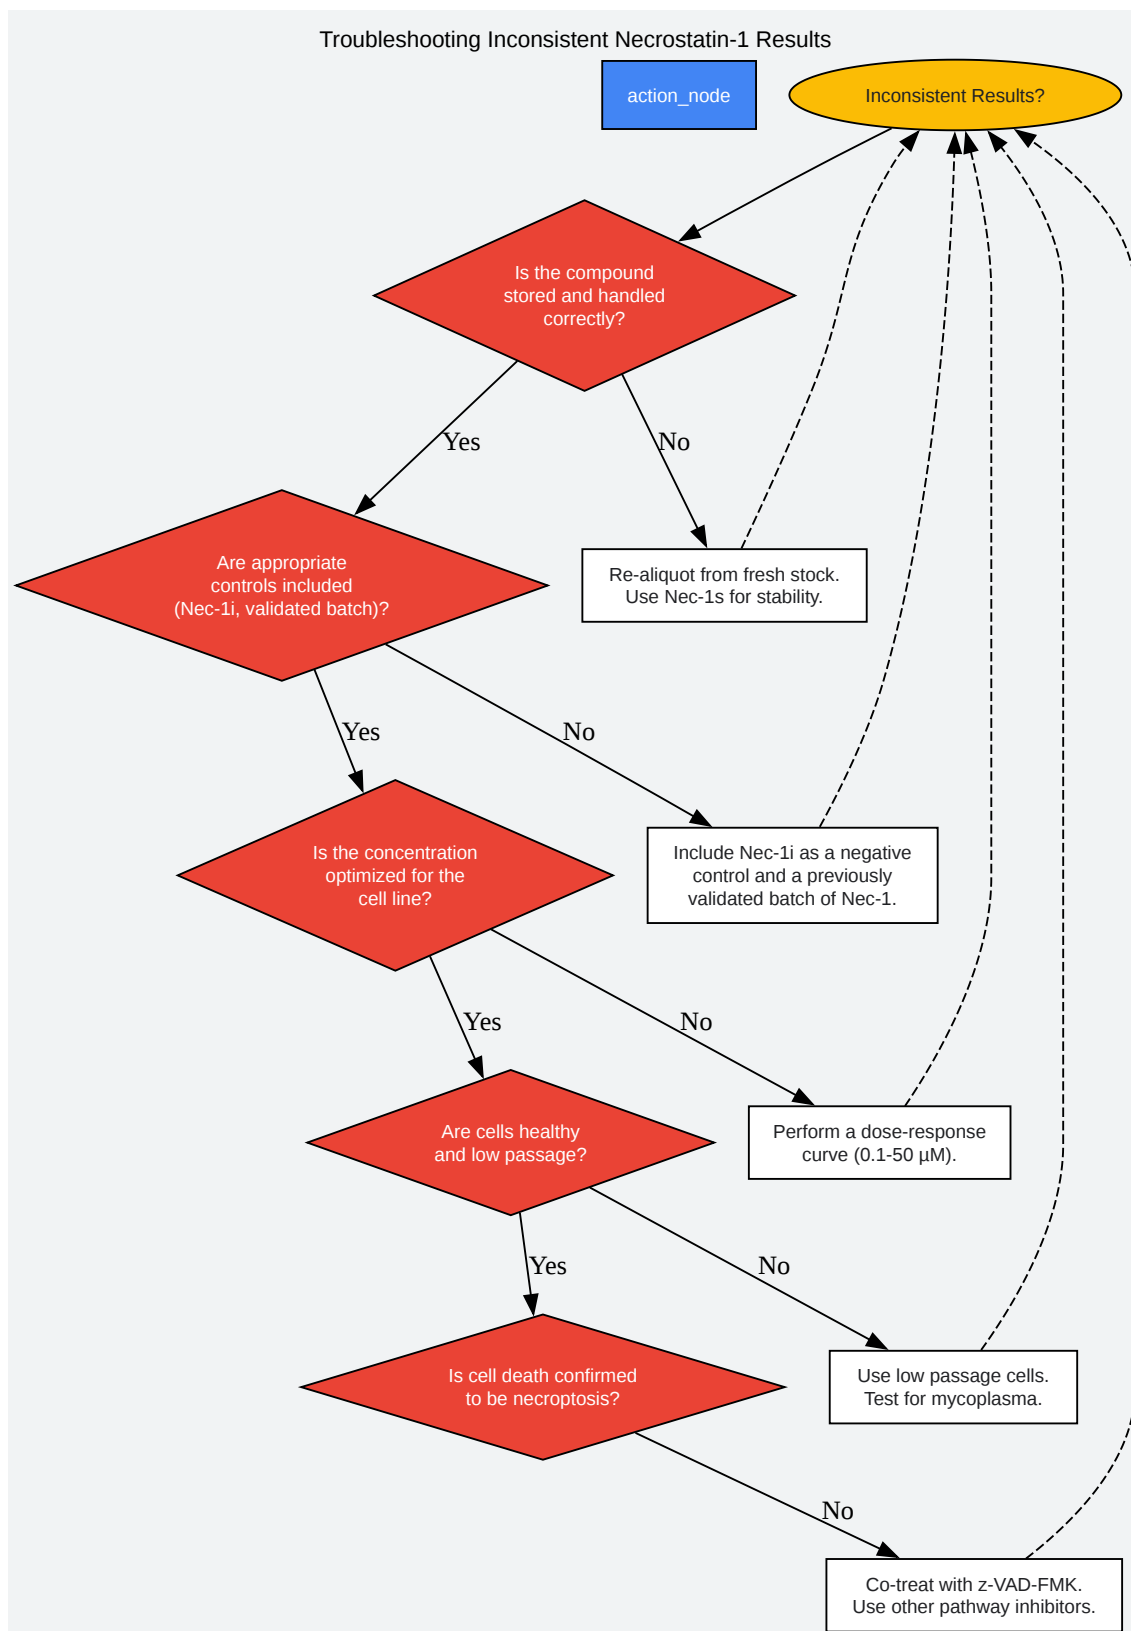 Troubleshooting Inconsistent Necrostatin-1 Results
action_node
Inconsistent Results?
Is the compound
stored and handled
correctly?
Yes
No
Are appropriate
controls included
(Nec-1i, validated batch)?
Re-aliquot from fresh stock.
Use Nec-1s for stability.
Yes
No
Is the concentration
optimized for the
cell line?
Include Nec-1i as a negative
control and a previously
validated batch of Nec-1.
Yes
No
Are cells healthy
and low passage?
Perform a dose-response
curve (0.1-50 µM).
Yes
No
Is cell death confirmed
to be necroptosis?
Use low passage cells.
Test for mycoplasma.
No
Co-treat with z-VAD-FMK.
Use other pathway inhibitors.